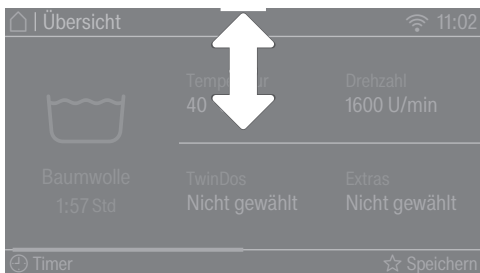 Übersicht
11:02
Drehzahl
40
1600 U/min
Baumwolle
1:57 Std
TwinDos
Extras
Nicht gewählt
Nicht gewählt
Timer
Speichern